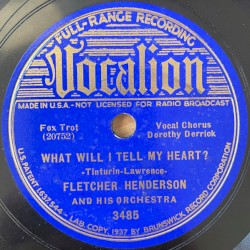 FULL-RANGE RECORDING
Vocalion
MADE IN U.S.A. - NOT LICENSED FOR RADIO BROADCAST
Fox Trot
(20752)
Vocal Chorus
Dorothy Derrick
WHAT WILL I TELL MY HEART?
-Tinturin-Lawrence-
FLETCHER HENDERSON
AND HIS ORCHESTRA
3485
U.S. PATENT 1637544 - LAB. COPY. 1937 BY BRUNSWICK RECORD CORPORATION